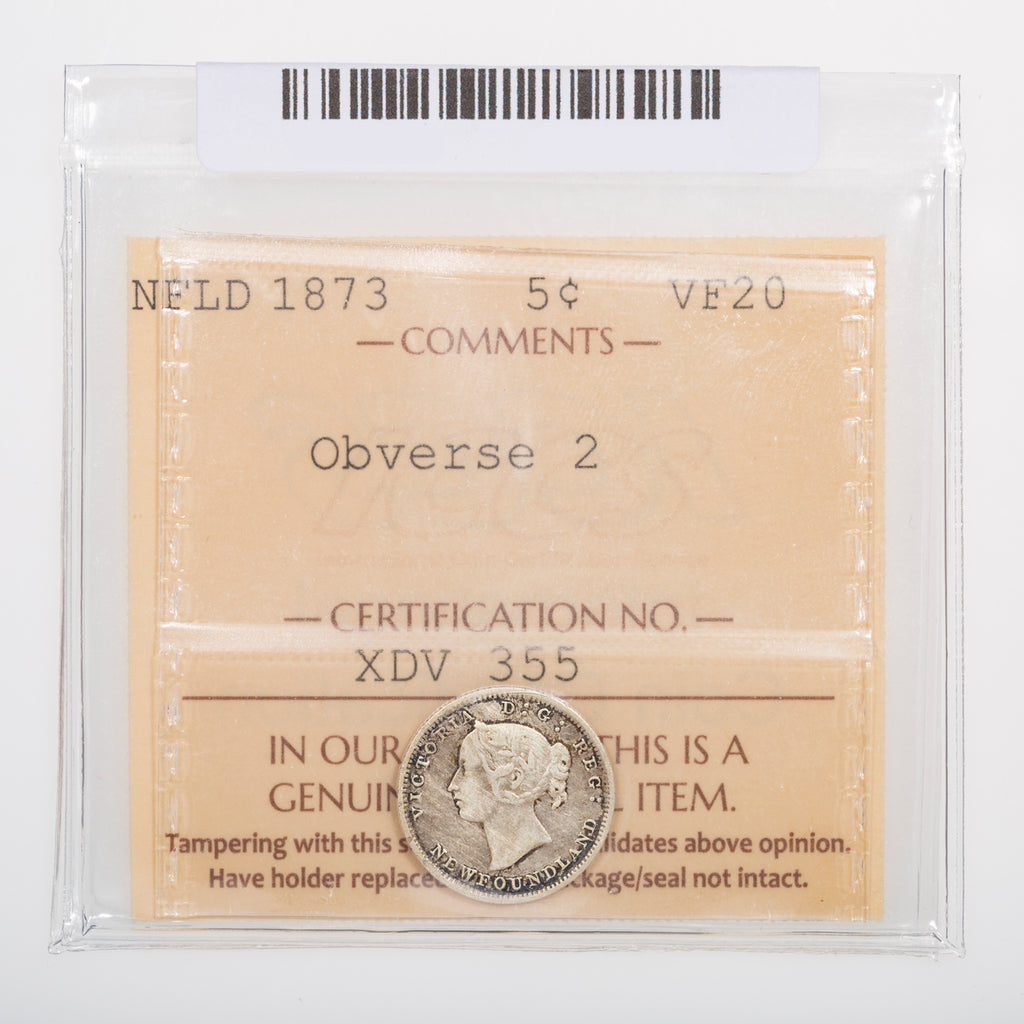 NFLD 1873 5¢ VF20
— COMMENTS —
Obverse 2
— CERTIFICATION NO. —
XDV 355
IN OUR THIS IS A
GENUIN L ITEM.
Tampering with this s lidates above opinion.
Have holder replace ckage/seal not intact.
VICTORIA D:G: REG:
NEWFOUNDLAND